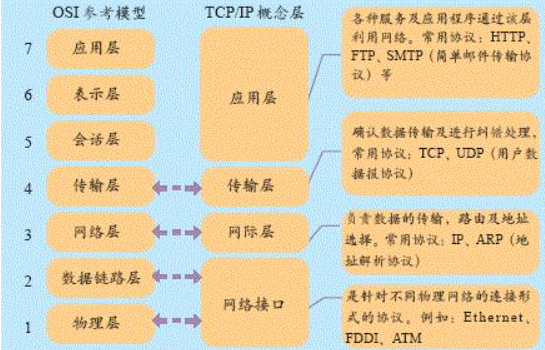 OSI 参考模型
TCP/IP 概念层
7
应用层
6
表示层
5
会话层
4
传输层
3
网络层
2
数据链路层
1
物理层
应用层
传输层
网际层
网络接口
各种服务及应用程序通过该层
利用网络。常用协议：HTTP、
FTP、SMTP（简单邮件传输协
议）等
确认数据传输及进行纠错处理，
常用协议：TCP、UDP（用户数
据报协议）
负责数据的传输，路由及地址
选择。常用协议：IP、ARP（地
址解析协议）
是针对不同物理网络的连接形
式的协议。例如：Ethernet、
FDDI、ATM